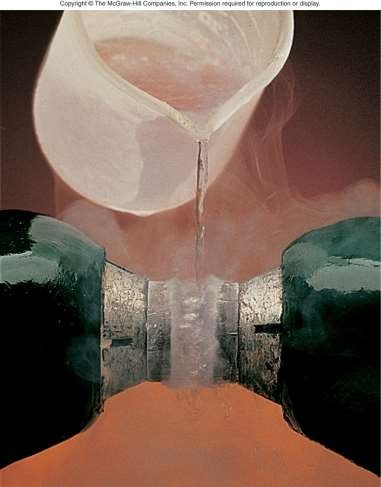 Copyright © The McGraw-Hill Companies, Inc. Permission required for reproduction or display.